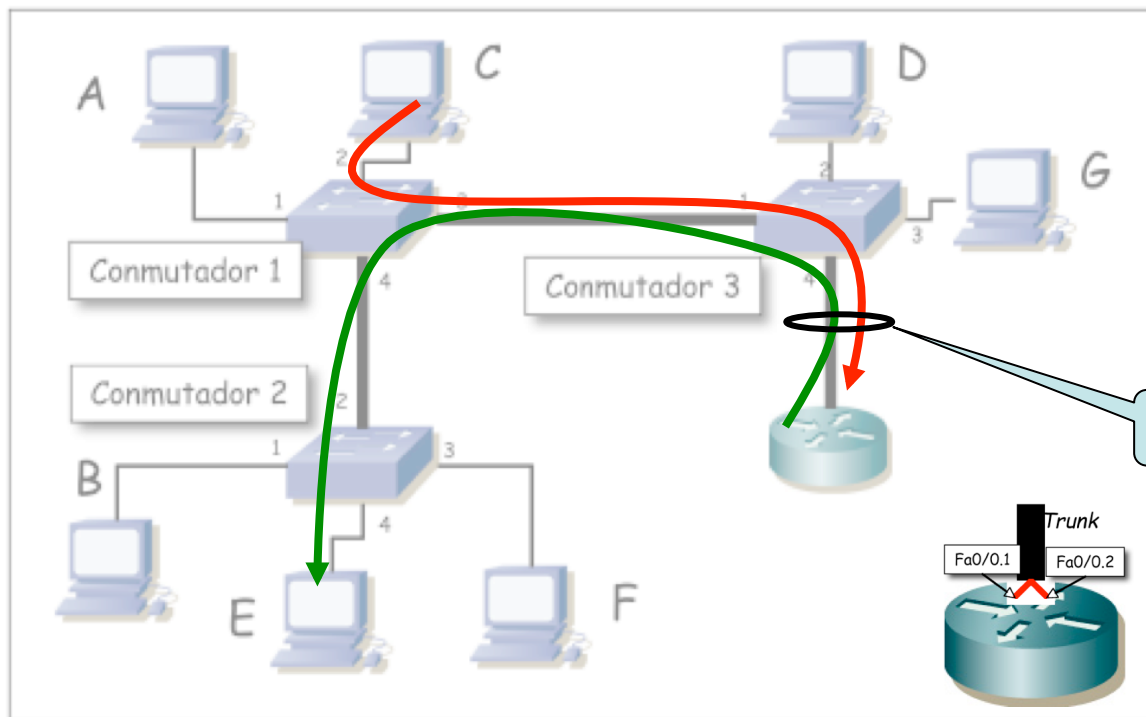 A
C
D
G
2
2
1
3
1
3
Conmutador 1
4
Conmutador 3
4
Conmutador 2
2
1
3
B
4
E
F
Trunk
Fa0/0.1
Fa0/0.2